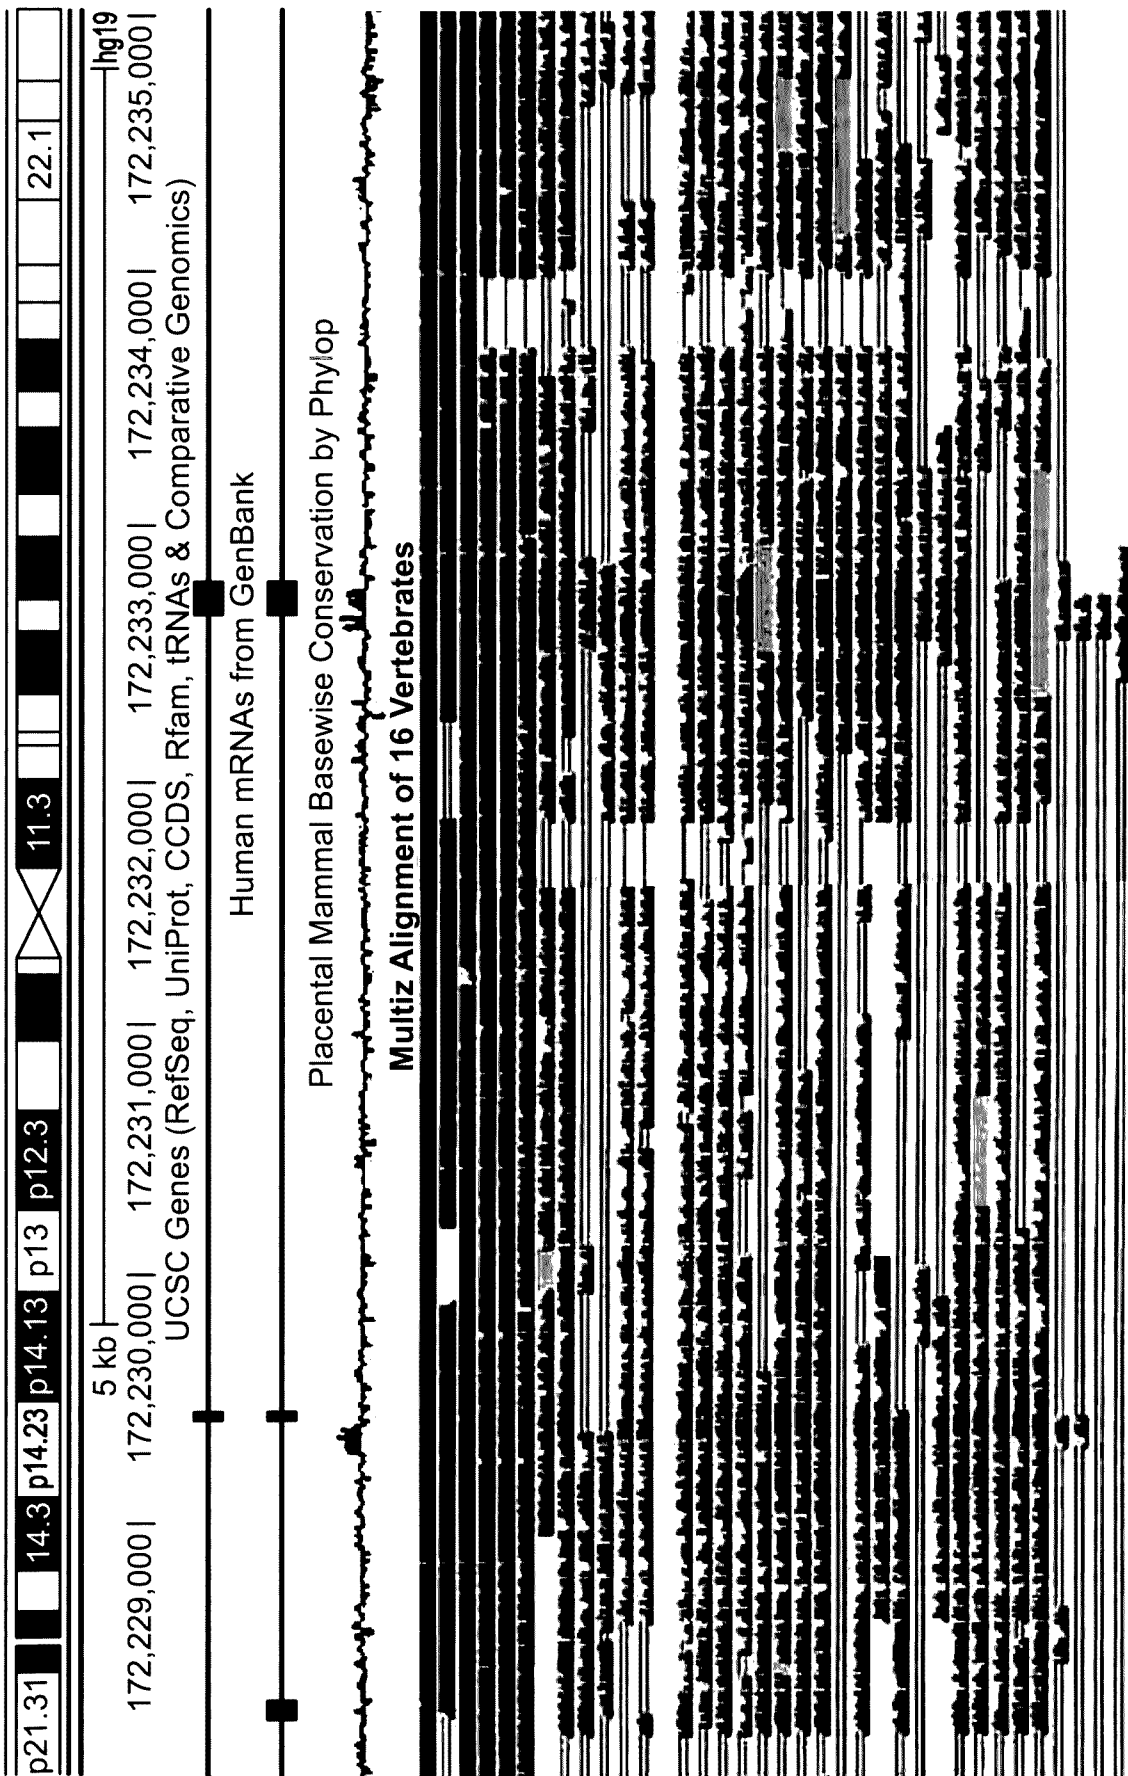 p21.31 14.3 p14.23 p14.13 p13 p12.3 11.3 22.1
5 kb hg19
172,229,000| 172,230,000| 172,231,000| 172,232,000| 172,233,000| 172,234,000| 172,235,000|
UCSC Genes (RefSeq, UniProt, CCDS, Rfam, tRNAs & Comparative Genomics)
Human mRNAs from GenBank
Placental Mammal Basewise Conservation by Phylop
Multiz Alignment of 16 Vertebrates